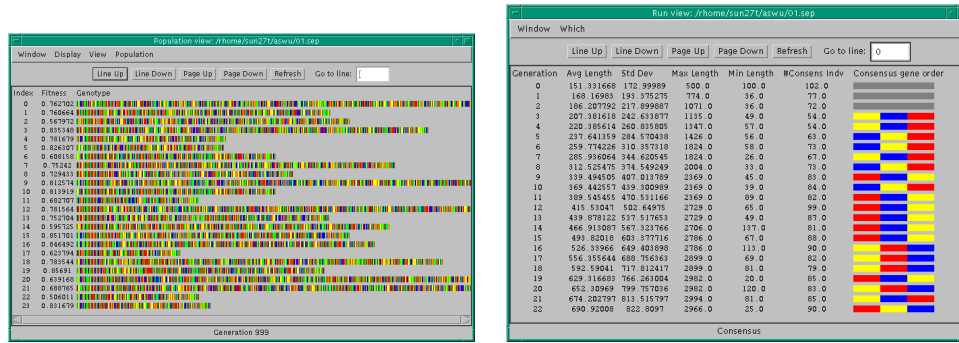 Population view: /rhome/sun27t/aswu/01.sep
Window Display View Population
Line Up Line Down Page Up Page Down Refresh Go to line:
Index Fitness Genotype
0 0.762702
1 0.760664
2 0.567972
3 0.835348
4 0.781679
5 0.826307
6 0.608158
7 0.75242
8 0.729433
9 0.812574
10 0.813919
11 0.682707
12 0.781564
13 0.752704
14 0.595725
15 0.851701
16 0.846492
17 0.623794
18 0.783544
19 0.85691
20 0.639168
21 0.688765
22 0.506011
23 0.831679
Generation 999
Run view: /rhome/sun27t/aswu/01.sep
Window Which
Line Up Line Down Page Up Page Down Refresh Go to line: 0
Generation Avg Length Std Dev Max Length Min Length #Consens Indv Consensus gene order
0 151.331668 172.99989 500.0 100.0 102.0
1 168.16983 193.375275 774.0 36.0 77.0
2 186.207792 217.899887 1071.0 36.0 72.0
3 207.381618 242.633877 1135.0 49.0 54.0
4 220.385614 260.835805 1347.0 57.0 54.0
5 237.641359 284.570438 1426.0 56.0 63.0
6 259.774226 310.357318 1824.0 58.0 73.0
7 285.936064 344.620545 1824.0 26.0 67.0
8 312.525475 374.549249 2004.0 33.0 73.0
9 339.494505 407.013789 2369.0 45.0 83.0
10 369.442557 439.300989 2369.0 39.0 84.0
11 389.545455 470.531166 2369.0 89.0 82.0
12 415.53047 502.64975 2729.0 65.0 99.0
13 439.878122 537.517653 2729.0 49.0 87.0
14 466.913087 567.323766 2706.0 137.0 81.0
15 493.82018 603.377716 2786.0 67.0 88.0
16 526.33966 649.403898 2786.0 113.0 90.0
17 556.355644 688.756363 2899.0 69.0 82.0
18 592.59041 717.812417 2899.0 81.0 79.0
19 629.316683 766.263004 2982.0 20.0 85.0
20 652.30969 799.757036 2982.0 120.0 83.0
21 674.202797 813.515797 2994.0 81.0 85.0
22 690.92008 822.8097 2966.0 25.0 90.0
Consensus